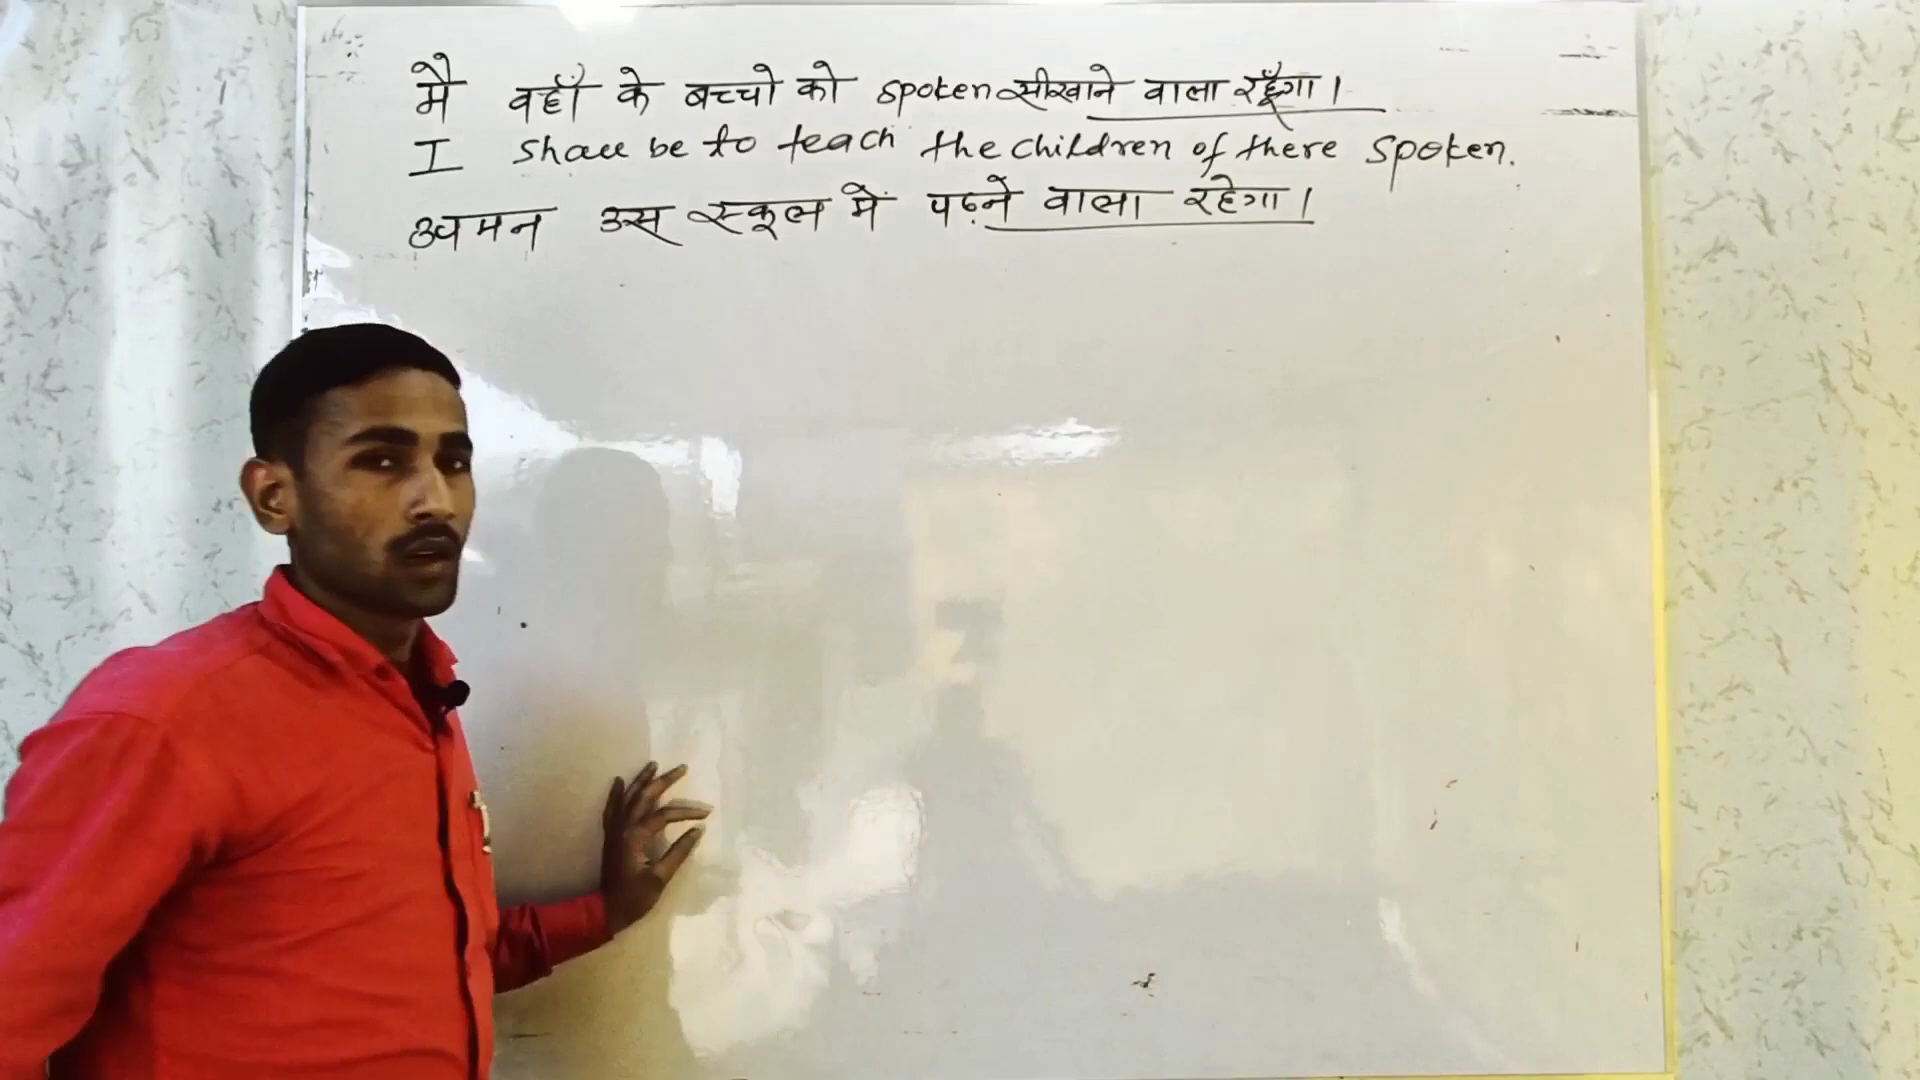 मै वहाँ के बच्चो को spoken सीखाने वाला रहूँगा।
I shall be to teach the children of there spoken.
अमन उस स्कूल मे पढ़ने वाला रहेगा।